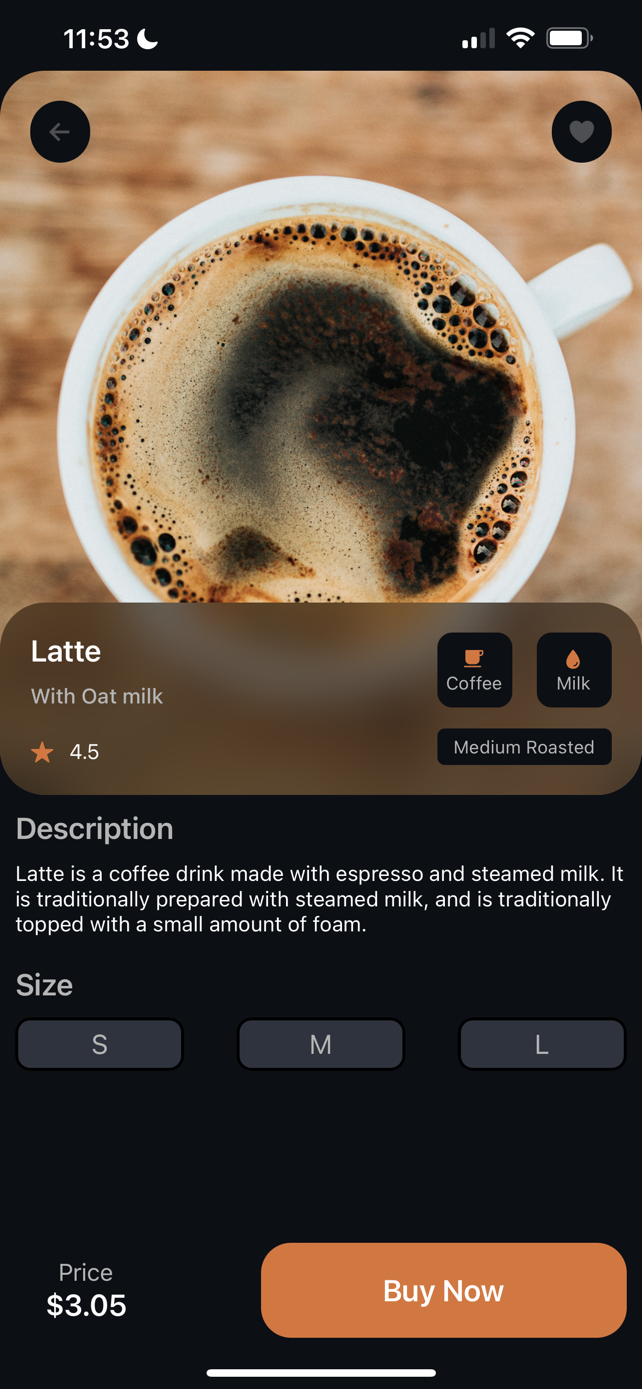 11:53
Latte
With Oat milk
4.5
Coffee
Milk
Medium Roasted
Description
Latte is a coffee drink made with espresso and steamed milk. It
is traditionally prepared with steamed milk, and is traditionally
topped with a small amount of foam.
Size
S
M
L
Price
$3.05
Buy Now